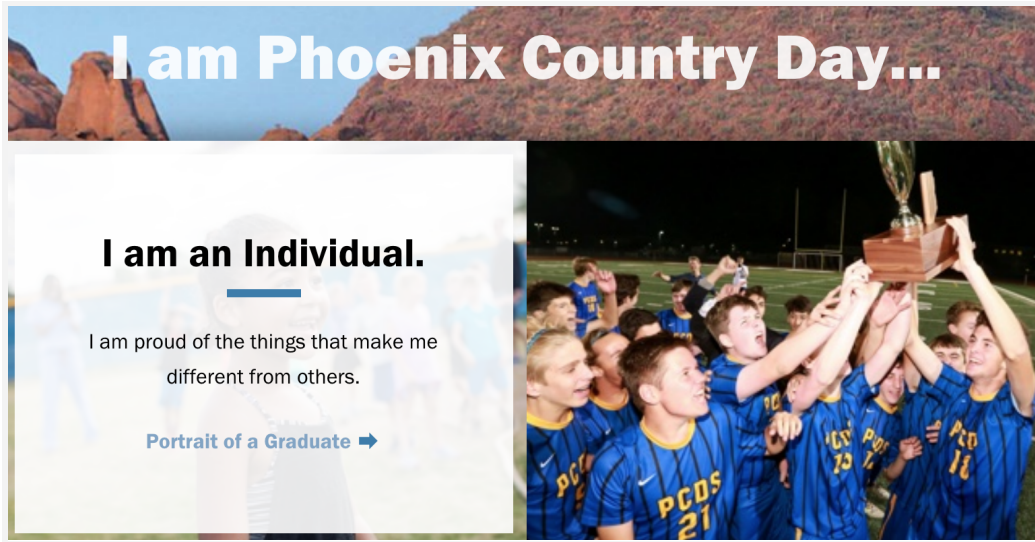 I am Phoenix Country Day...
I am an Individual.
I am proud of the things that make me
different from others.
Portrait of a Graduate
PCDS
21
PCDS
13
PCDS
PCDS
18